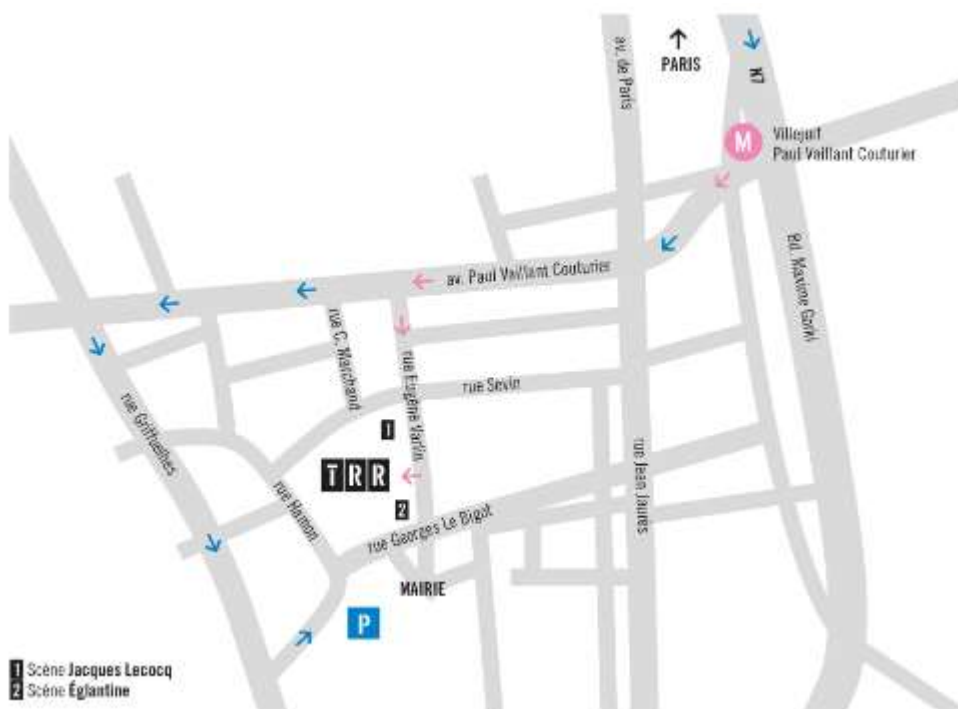 av. de Paris
PARIS
N7
M
Villejuif
Paul Vaillant Couturier
av. Paul Vaillant Couturier
Bd. Maxime Gorki
rue C. Marchand
rue Eugène Varlin
rue Sevin
rue Griffuelhes
1
TRR
rue Hamon
2
rue Georges Le Bigot
rue Jean Jaurès
MAIRIE
P
1 Scène Jacques Lecocq
2 Scène Églantine